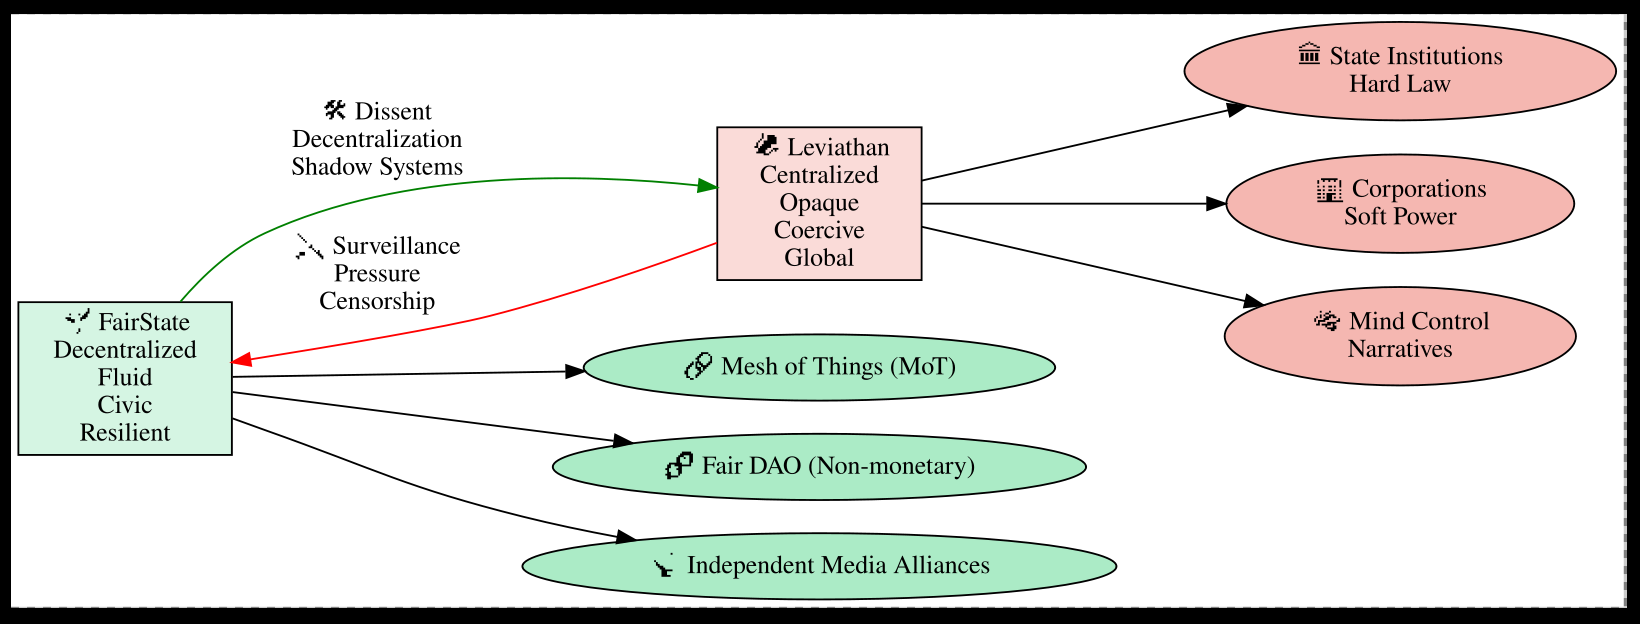 🏛 State Institutions
Hard Law
🛠 Dissent
Decentralization
Shadow Systems
Leviathan
Centralized
Opaque
Coercive
Global
🏢 Corporations
Soft Power
Surveillance
Pressure
Censorship
FairState
Decentralized
Fluid
Civic
Resilient
Mind Control
Narratives
🔗 Mesh of Things (MoT)
Fair DAO (Non-monetary)
Independent Media Alliances